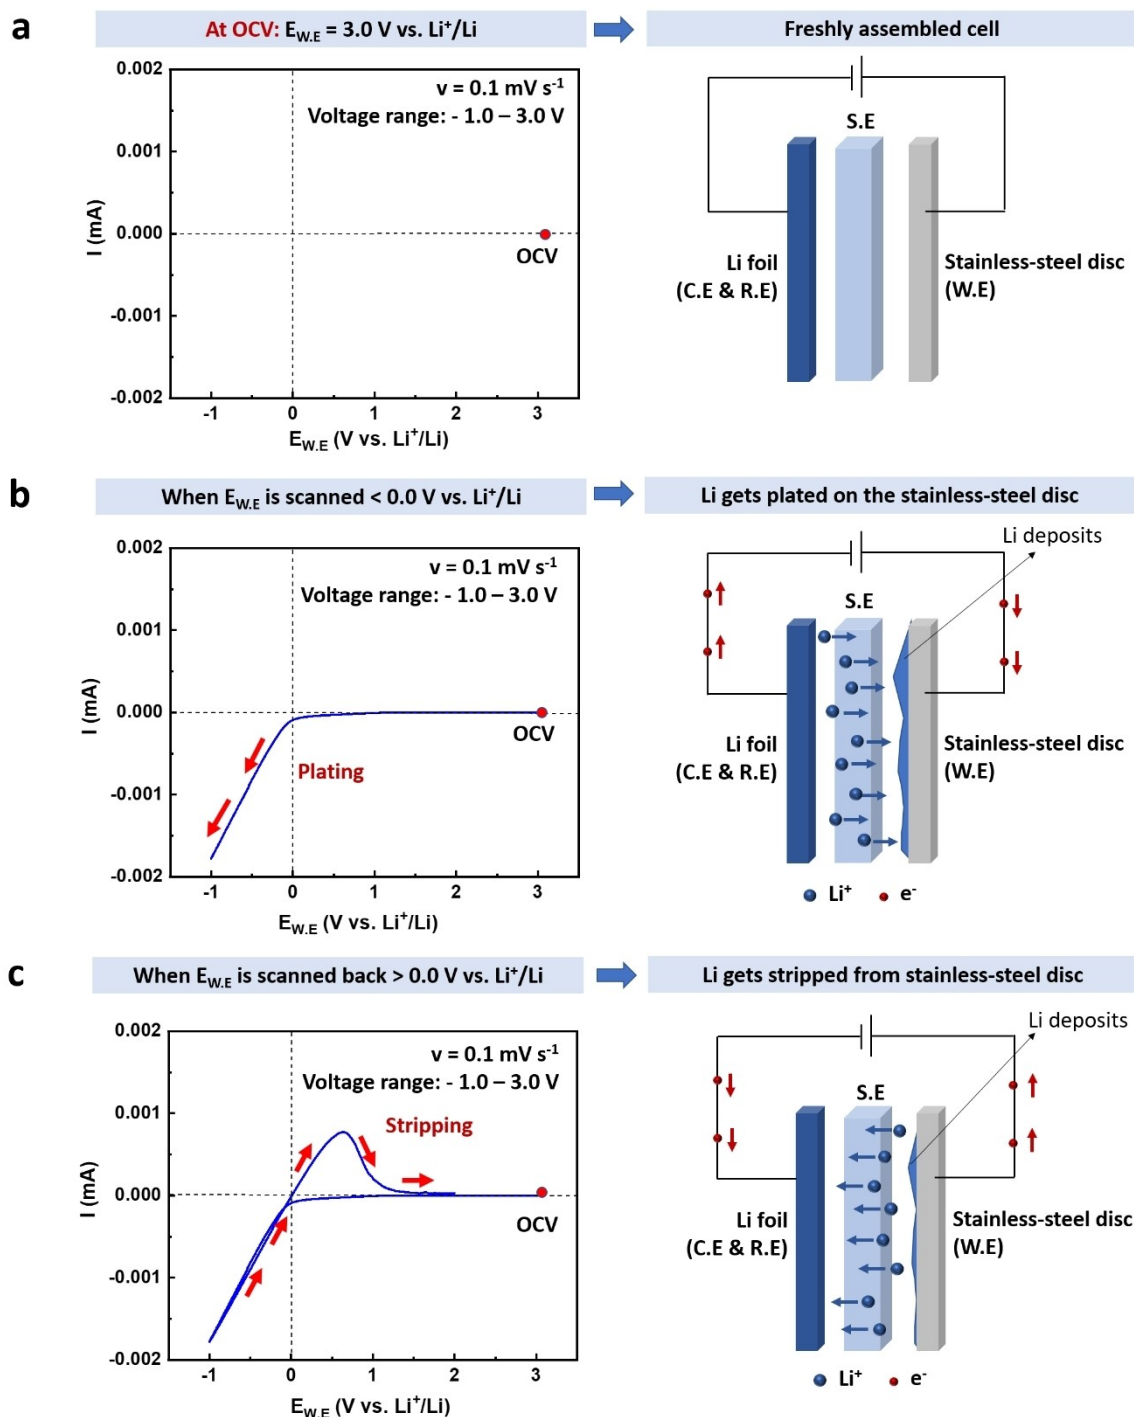 a
At OCV: E_W.E = 3.0 V vs. Li⁺/Li
Freshly assembled cell
v = 0.1 mV s⁻¹
Voltage range: - 1.0 – 3.0 V
0.002
0.001
0.000
-0.001
-0.002
I (mA)
OCV
-1 0 1 2 3
E_W.E (V vs. Li⁺/Li)
S.E
Li foil
(C.E & R.E)
Stainless-steel disc
(W.E)
b
When E_W.E is scanned < 0.0 V vs. Li⁺/Li
Li gets plated on the stainless-steel disc
v = 0.1 mV s⁻¹
Voltage range: - 1.0 – 3.0 V
0.002
0.001
0.000
-0.001
-0.002
I (mA)
OCV
Plating
-1 0 1 2 3
E_W.E (V vs. Li⁺/Li)
Li deposits
S.E
Li foil
(C.E & R.E)
Stainless-steel disc
(W.E)
Li⁺ e⁻
c
When E_W.E is scanned back > 0.0 V vs. Li⁺/Li
Li gets stripped from stainless-steel disc
v = 0.1 mV s⁻¹
Voltage range: - 1.0 – 3.0 V
0.002
0.001
0.000
-0.001
-0.002
I (mA)
Stripping
OCV
-1 0 1 2 3
E_W.E (V vs. Li⁺/Li)
Li deposits
S.E
Li foil
(C.E & R.E)
Stainless-steel disc
(W.E)
Li⁺ e⁻